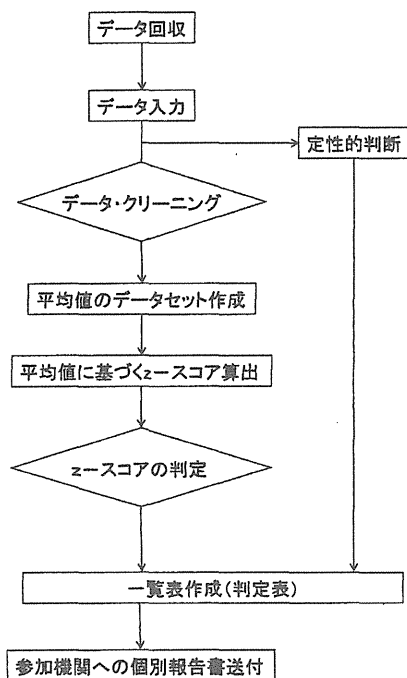 データ回収
データ入力
定性的判断
データ・クリーニング
平均値のデータセット作成
平均値に基づくz-スコア算出
z-スコアの判定
一覧表作成(判定表)
参加機関への個別報告書送付